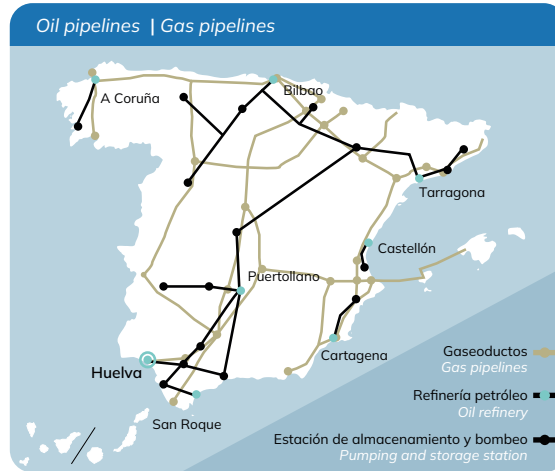 Oil pipelines | Gas pipelines
A Coruña
Bilbao
Tarragona
Castellón
Puertollano
Cartagena
Huelva
San Roque
Gaseoductos
Gas pipelines
Refinería petróleo
Oil refinery
Estación de almacenamiento y bombeo
Pumping and storage station